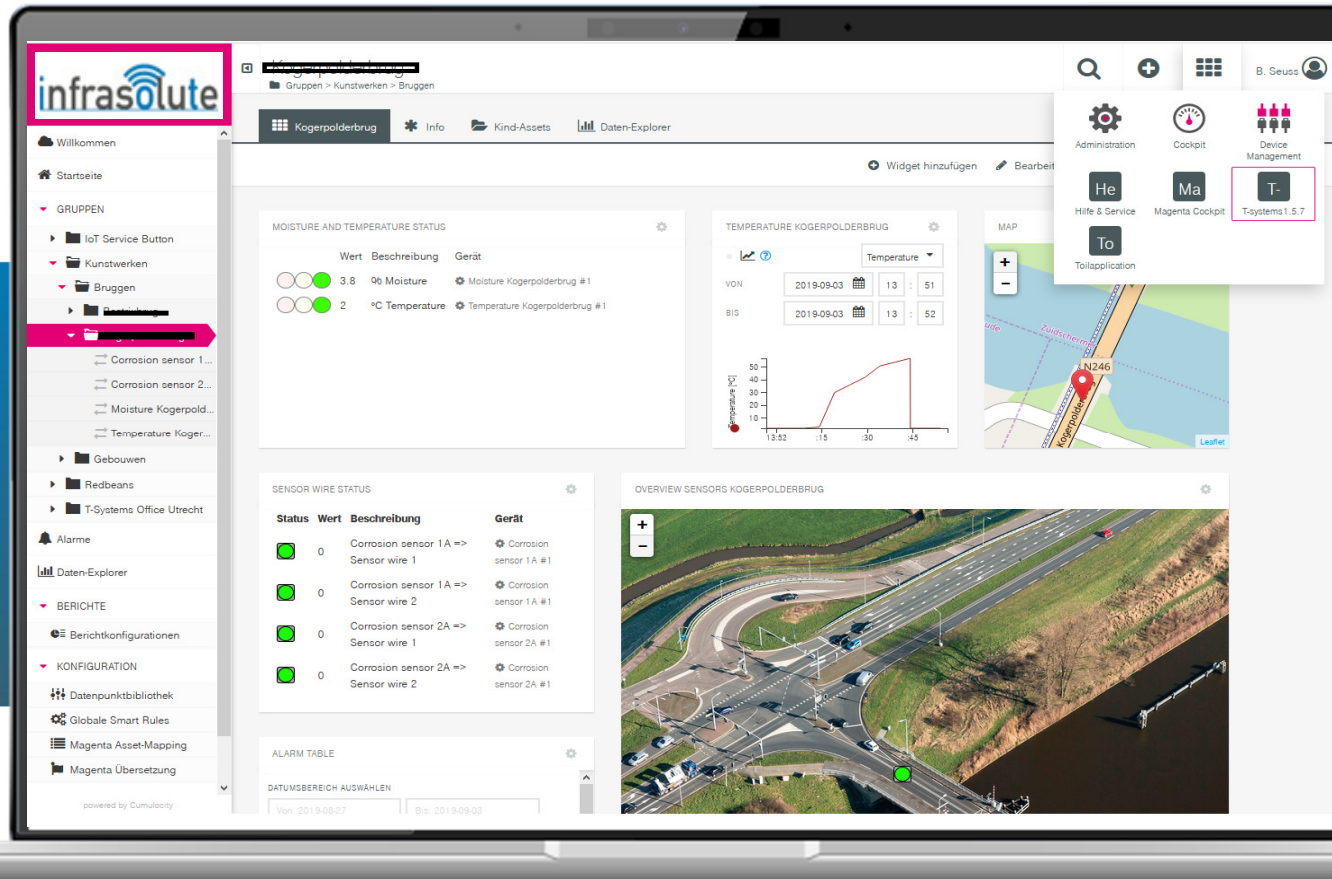 infrasolute
Willkommen
Startseite
GRUPPEN
IoT Service Button
Kunstwerken
Bruggen
Corrosion sensor 1...
Corrosion sensor 2...
Moisture Kogerpold...
Temperature Koger...
Gebouwen
Redbeans
T-Systems Office Utrecht
Alarme
Daten-Explorer
BERICHTE
Berichtkonfigurationen
KONFIGURATION
Datenpunktbibliothek
Globale Smart Rules
Magenta Asset-Mapping
Magenta Übersetzung
powered by Cumulocity
Gruppen > Kunstwerken > Bruggen
B. Seuss
Kogerpolderbrug
Info
Kind-Assets
Daten-Explorer
Widget hinzufügen
Bearbeit
Administration
Cockpit
Device
Management
He
Hilfe & Service
Ma
Magenta Cockpit
T-
T-systems1.5.7
To
Toilapplication
MOISTURE AND TEMPERATURE STATUS
Wert Beschreibung Gerät
3.8 % Moisture Moisture Kogerpolderbrug #1
2 °C Temperature Temperature Kogerpolderbrug #1
TEMPERATURE KOGERPOLDERBRUG
Temperature
VON 2019-09-03 13 : 51
BIS 2019-09-03 13 : 52
Temperature [°C]
50
40
30
20
10
13:52 :15 :30 :45
MAP
+
−
Zuidscherme
N246
Kogerpolderbrug
Leaflet
SENSOR WIRE STATUS
Status Wert Beschreibung Gerät
0 Corrosion sensor 1A => Corrosion
Sensor wire 1 sensor 1A #1
0 Corrosion sensor 1A => Corrosion
Sensor wire 2 sensor 1A #1
0 Corrosion sensor 2A => Corrosion
Sensor wire 1 sensor 2A #1
0 Corrosion sensor 2A => Corrosion
Sensor wire 2 sensor 2A #1
OVERVIEW SENSORS KOGERPOLDERBRUG
+
−
ALARM TABLE
DATUMSBEREICH AUSWÄHLEN
Von: 2019-08-27 Bis: 2019-09-03